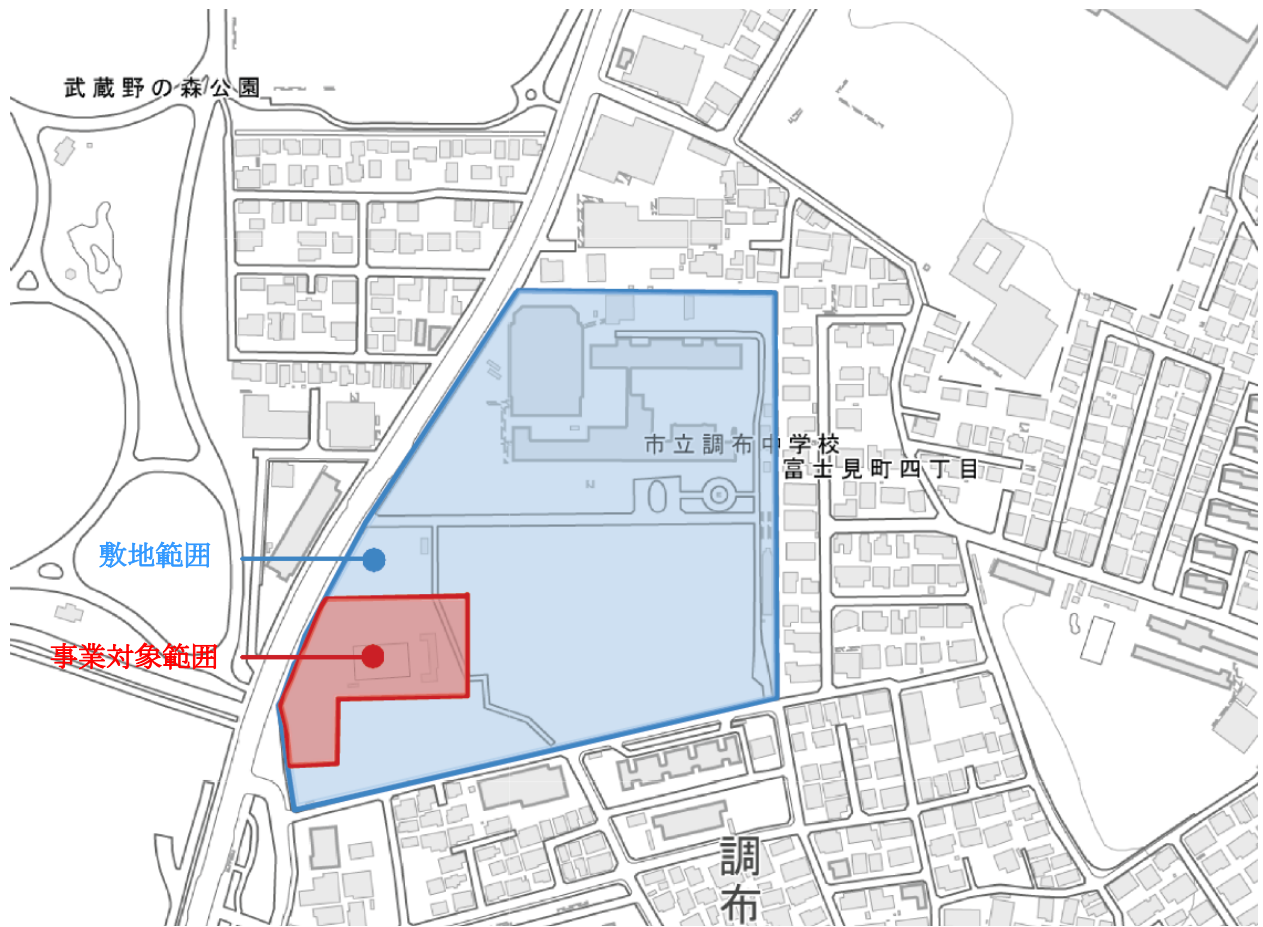 武蔵野の森公園
市立調布中学校
富士見町四丁目
敷地範囲
事業対象範囲
調布